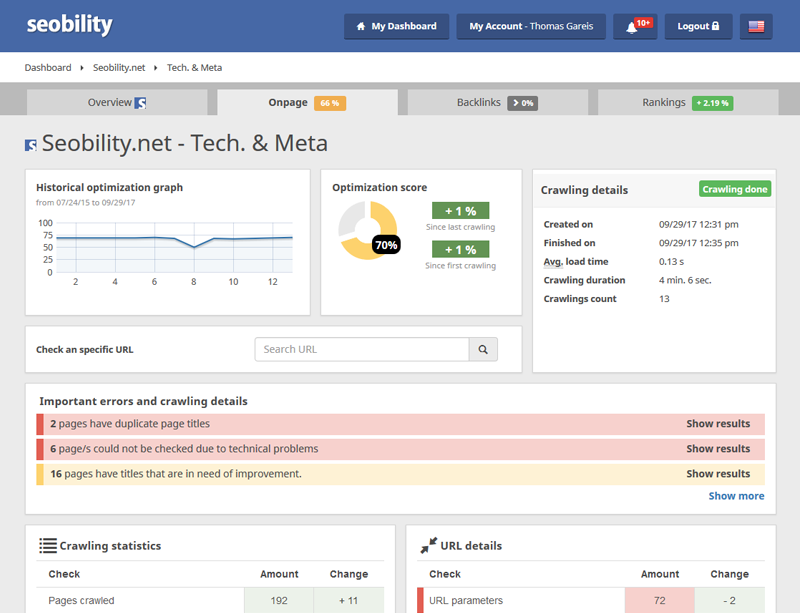 seobility
My Dashboard
My Account - Thomas Gareis
10+
Logout
Dashboard
Seobility.net
Tech. & Meta
Overview
Onpage 66 %
Backlinks > 0%
Rankings + 2.19 %
Seobility.net - Tech. & Meta
Historical optimization graph
from 07/24/15 to 09/29/17
100
75
50
25
0
2 4 6 8 10 12
Optimization score
70%
+ 1 %
Since last crawling
+ 1 %
Since first crawling
Crawling details Crawling done
Created on 09/29/17 12:31 pm
Finished on 09/29/17 12:35 pm
Avg. load time 0.13 s
Crawling duration 4 min. 6 sec.
Crawlings count 13
Check an specific URL Search URL
Important errors and crawling details
2 pages have duplicate page titles Show results
6 page/s could not be checked due to technical problems Show results
16 pages have titles that are in need of improvement. Show results
Show more
Crawling statistics
Check Amount Change
Pages crawled 192 + 11
URL details
Check Amount Change
URL parameters 72 - 2